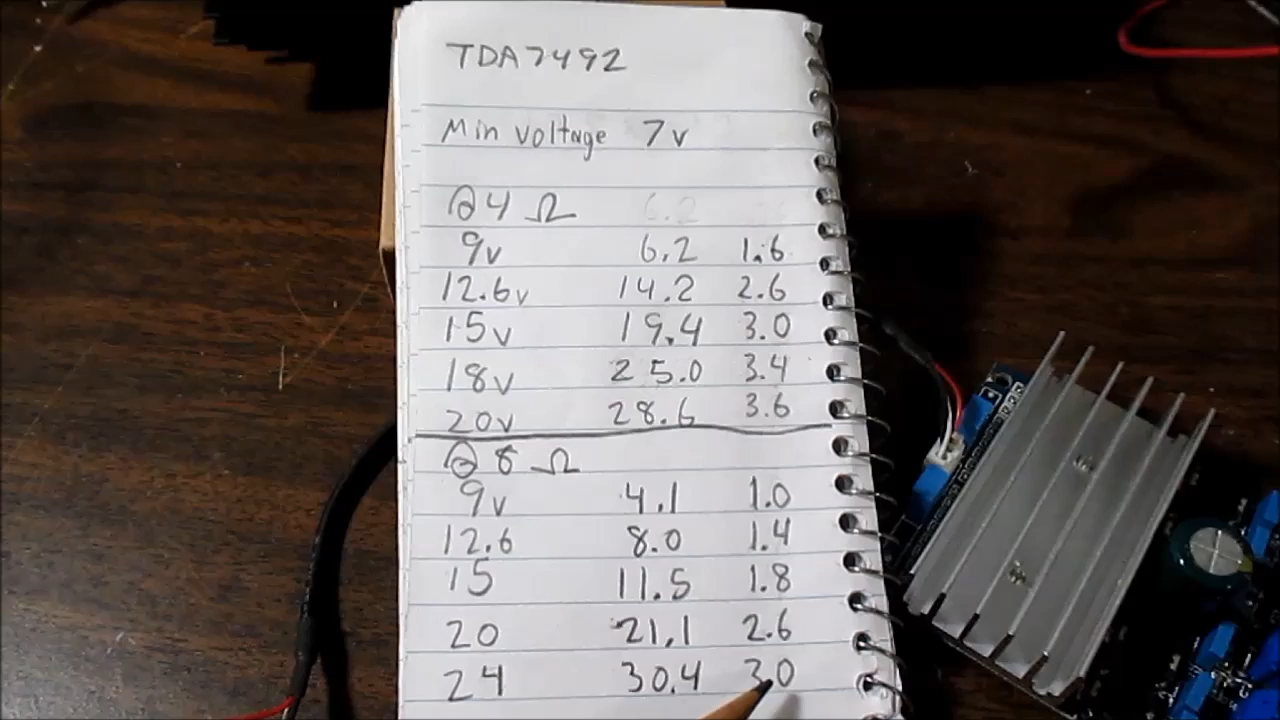 TDA7492
Min voltage 7v
@4 Ω 6.2
9v 6.2 1.6
12.6v 14.2 2.6
15v 19.4 3.0
18v 25.0 3.4
20v 28.6 3.6
@ 8 Ω
9v 4.1 1.0
12.6 8.0 1.4
15 11.5 1.8
20 21.1 2.6
24 30.4 3.0